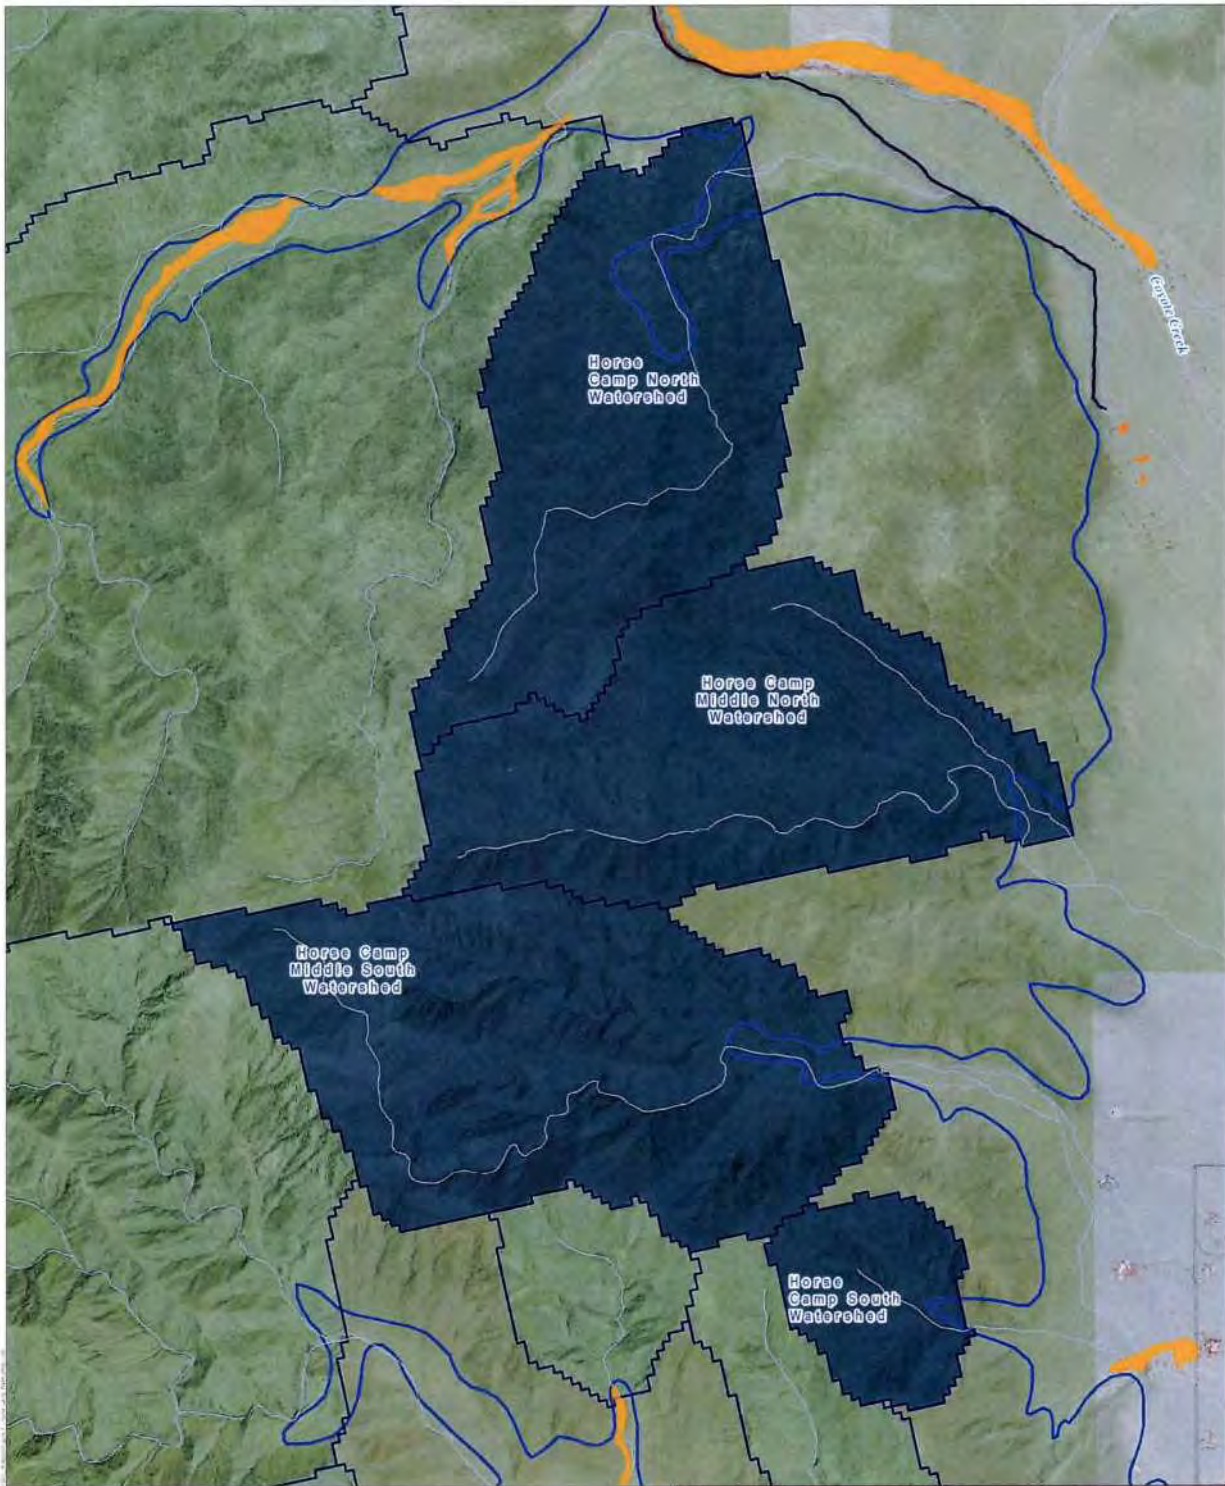 Coyote Creek
Horse
Camp North
Watershed
Horse Camp
Middle North
Watershed
Horse Camp
Middle South
Watershed
Horse
Camp South
Watershed